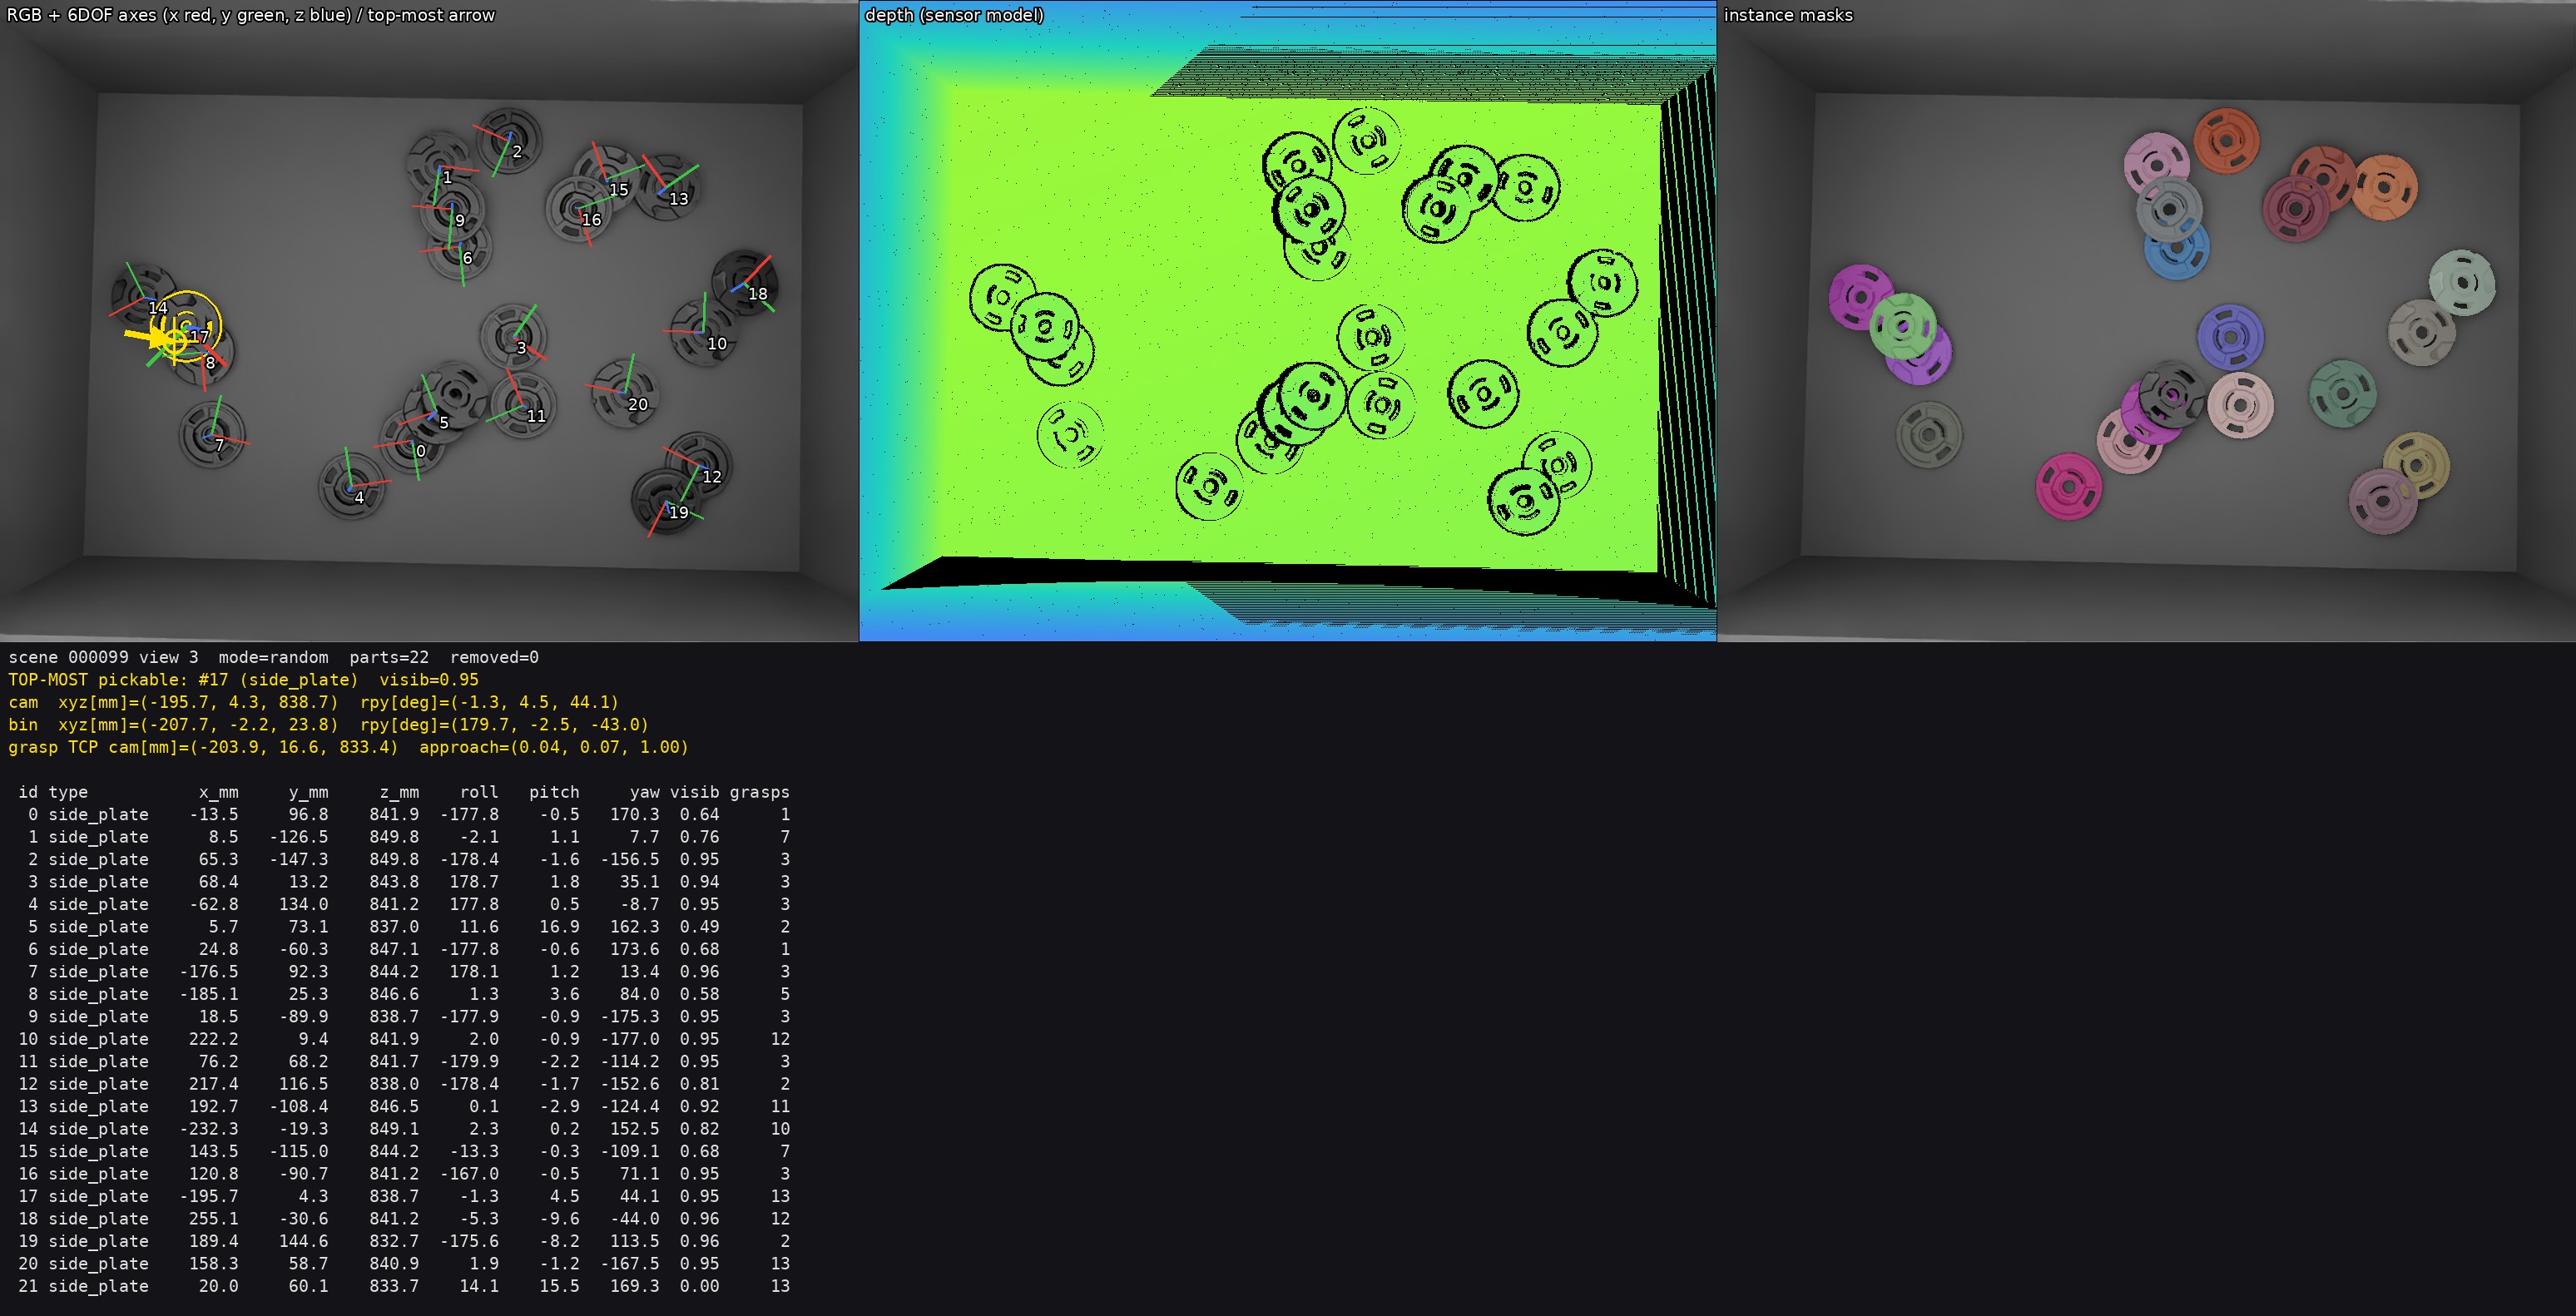 RGB + 6DOF axes (x red, y green, z blue) / top-most arrow
depth (sensor model)
instance masks
2
1
15
13
9
16
6
14
18
17
10
3
8
20
11
5
7
0
12
4
19
scene 000099 view 3  mode=random  parts=22  removed=0
TOP-MOST pickable: #17 (side_plate)  visib=0.95
cam  xyz[mm]=(-195.7, 4.3, 838.7)  rpy[deg]=(-1.3, 4.5, 44.1)
bin  xyz[mm]=(-207.7, -2.2, 23.8)  rpy[deg]=(179.7, -2.5, -43.0)
grasp TCP cam[mm]=(-203.9, 16.6, 833.4)  approach=(0.04, 0.07, 1.00)
id type x_mm y_mm z_mm roll pitch yaw visib grasps
0 side_plate -13.5 96.8 841.9 -177.8 -0.5 170.3 0.64 1
1 side_plate 8.5 -126.5 849.8 -2.1 1.1 7.7 0.76 7
2 side_plate 65.3 -147.3 849.8 -178.4 -1.6 -156.5 0.95 3
3 side_plate 68.4 13.2 843.8 178.7 1.8 35.1 0.94 3
4 side_plate -62.8 134.0 841.2 177.8 0.5 -8.7 0.95 3
5 side_plate 5.7 73.1 837.0 11.6 16.9 162.3 0.49 2
6 side_plate 24.8 -60.3 847.1 -177.8 -0.6 173.6 0.68 1
7 side_plate -176.5 92.3 844.2 178.1 1.2 13.4 0.96 3
8 side_plate -185.1 25.3 846.6 1.3 3.6 84.0 0.58 5
9 side_plate 18.5 -89.9 838.7 -177.9 -0.9 -175.3 0.95 3
10 side_plate 222.2 9.4 841.9 2.0 -0.9 -177.0 0.95 12
11 side_plate 76.2 68.2 841.7 -179.9 -2.2 -114.2 0.95 3
12 side_plate 217.4 116.5 838.0 -178.4 -1.7 -152.6 0.81 2
13 side_plate 192.7 -108.4 846.5 0.1 -2.9 -124.4 0.92 11
14 side_plate -232.3 -19.3 849.1 2.3 0.2 152.5 0.82 10
15 side_plate 143.5 -115.0 844.2 -13.3 -0.3 -109.1 0.68 7
16 side_plate 120.8 -90.7 841.2 -167.0 -0.5 71.1 0.95 3
17 side_plate -195.7 4.3 838.7 -1.3 4.5 44.1 0.95 13
18 side_plate 255.1 -30.6 841.2 -5.3 -9.6 -44.0 0.96 12
19 side_plate 189.4 144.6 832.7 -175.6 -8.2 113.5 0.96 2
20 side_plate 158.3 58.7 840.9 1.9 -1.2 -167.5 0.95 13
21 side_plate 20.0 60.1 833.7 14.1 15.5 169.3 0.00 13